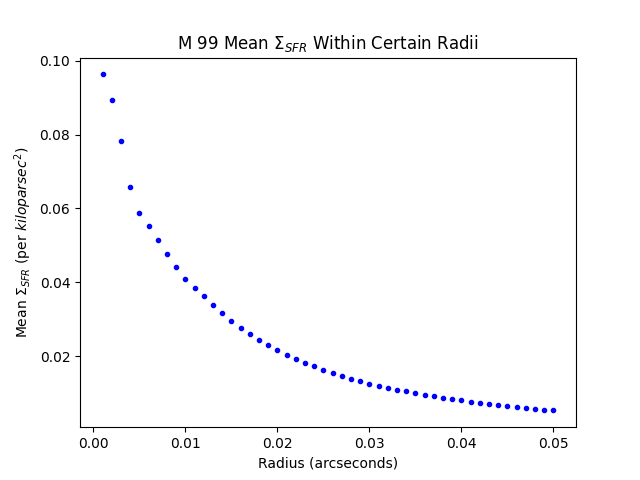 M 99 Mean Σ_SFR Within Certain Radii
0.10
0.08
0.06
0.04
0.02
Mean Σ_SFR (per kiloparsec²)
0.00 0.01 0.02 0.03 0.04 0.05
Radius (arcseconds)